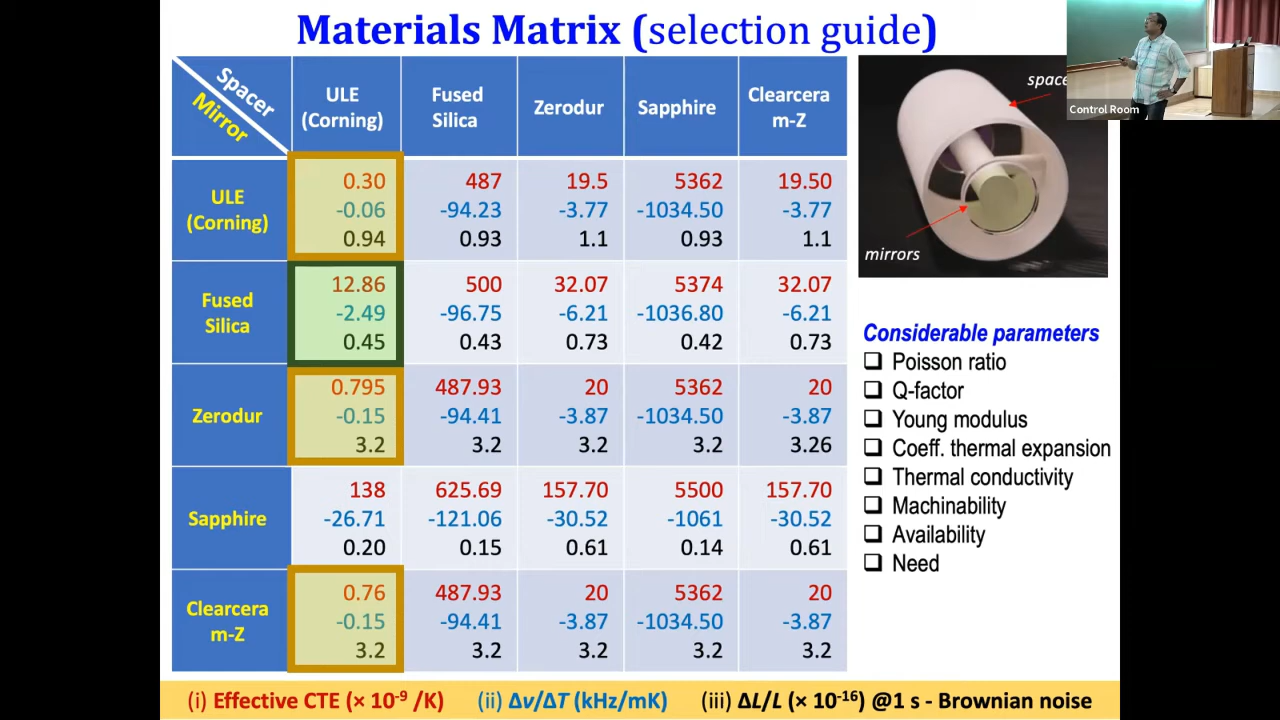 Materials Matrix (selection guide)
Spacer
Mirror
ULE (Corning)
Fused Silica
Zerodur
Sapphire
Clearcera m-Z
ULE (Corning)
0.30 487 19.5 5362 19.50
-0.06 -94.23 -3.77 -1034.50 -3.77
0.94 0.93 1.1 0.93 1.1
Fused Silica
12.86 500 32.07 5374 32.07
-2.49 -96.75 -6.21 -1036.80 -6.21
0.45 0.43 0.73 0.42 0.73
Zerodur
0.795 487.93 20 5362 20
-0.15 -94.41 -3.87 -1034.50 -3.87
3.2 3.2 3.2 3.2 3.26
Sapphire
138 625.69 157.70 5500 157.70
-26.71 -121.06 -30.52 -1061 -30.52
0.20 0.15 0.61 0.14 0.61
Clearcera m-Z
0.76 487.93 20 5362 20
-0.15 -94.41 -3.87 -1034.50 -3.87
3.2 3.2 3.2 3.2 3.2
(i) Effective CTE (× 10⁻⁹ /K) (ii) Δν/ΔT (kHz/mK) (iii) ΔL/L (× 10⁻¹⁶) @1 s - Brownian noise
Control Room
mirrors
Considerable parameters
❑ Poisson ratio
❑ Q-factor
❑ Young modulus
❑ Coeff. thermal expansion
❑ Thermal conductivity
❑ Machinability
❑ Availability
❑ Need